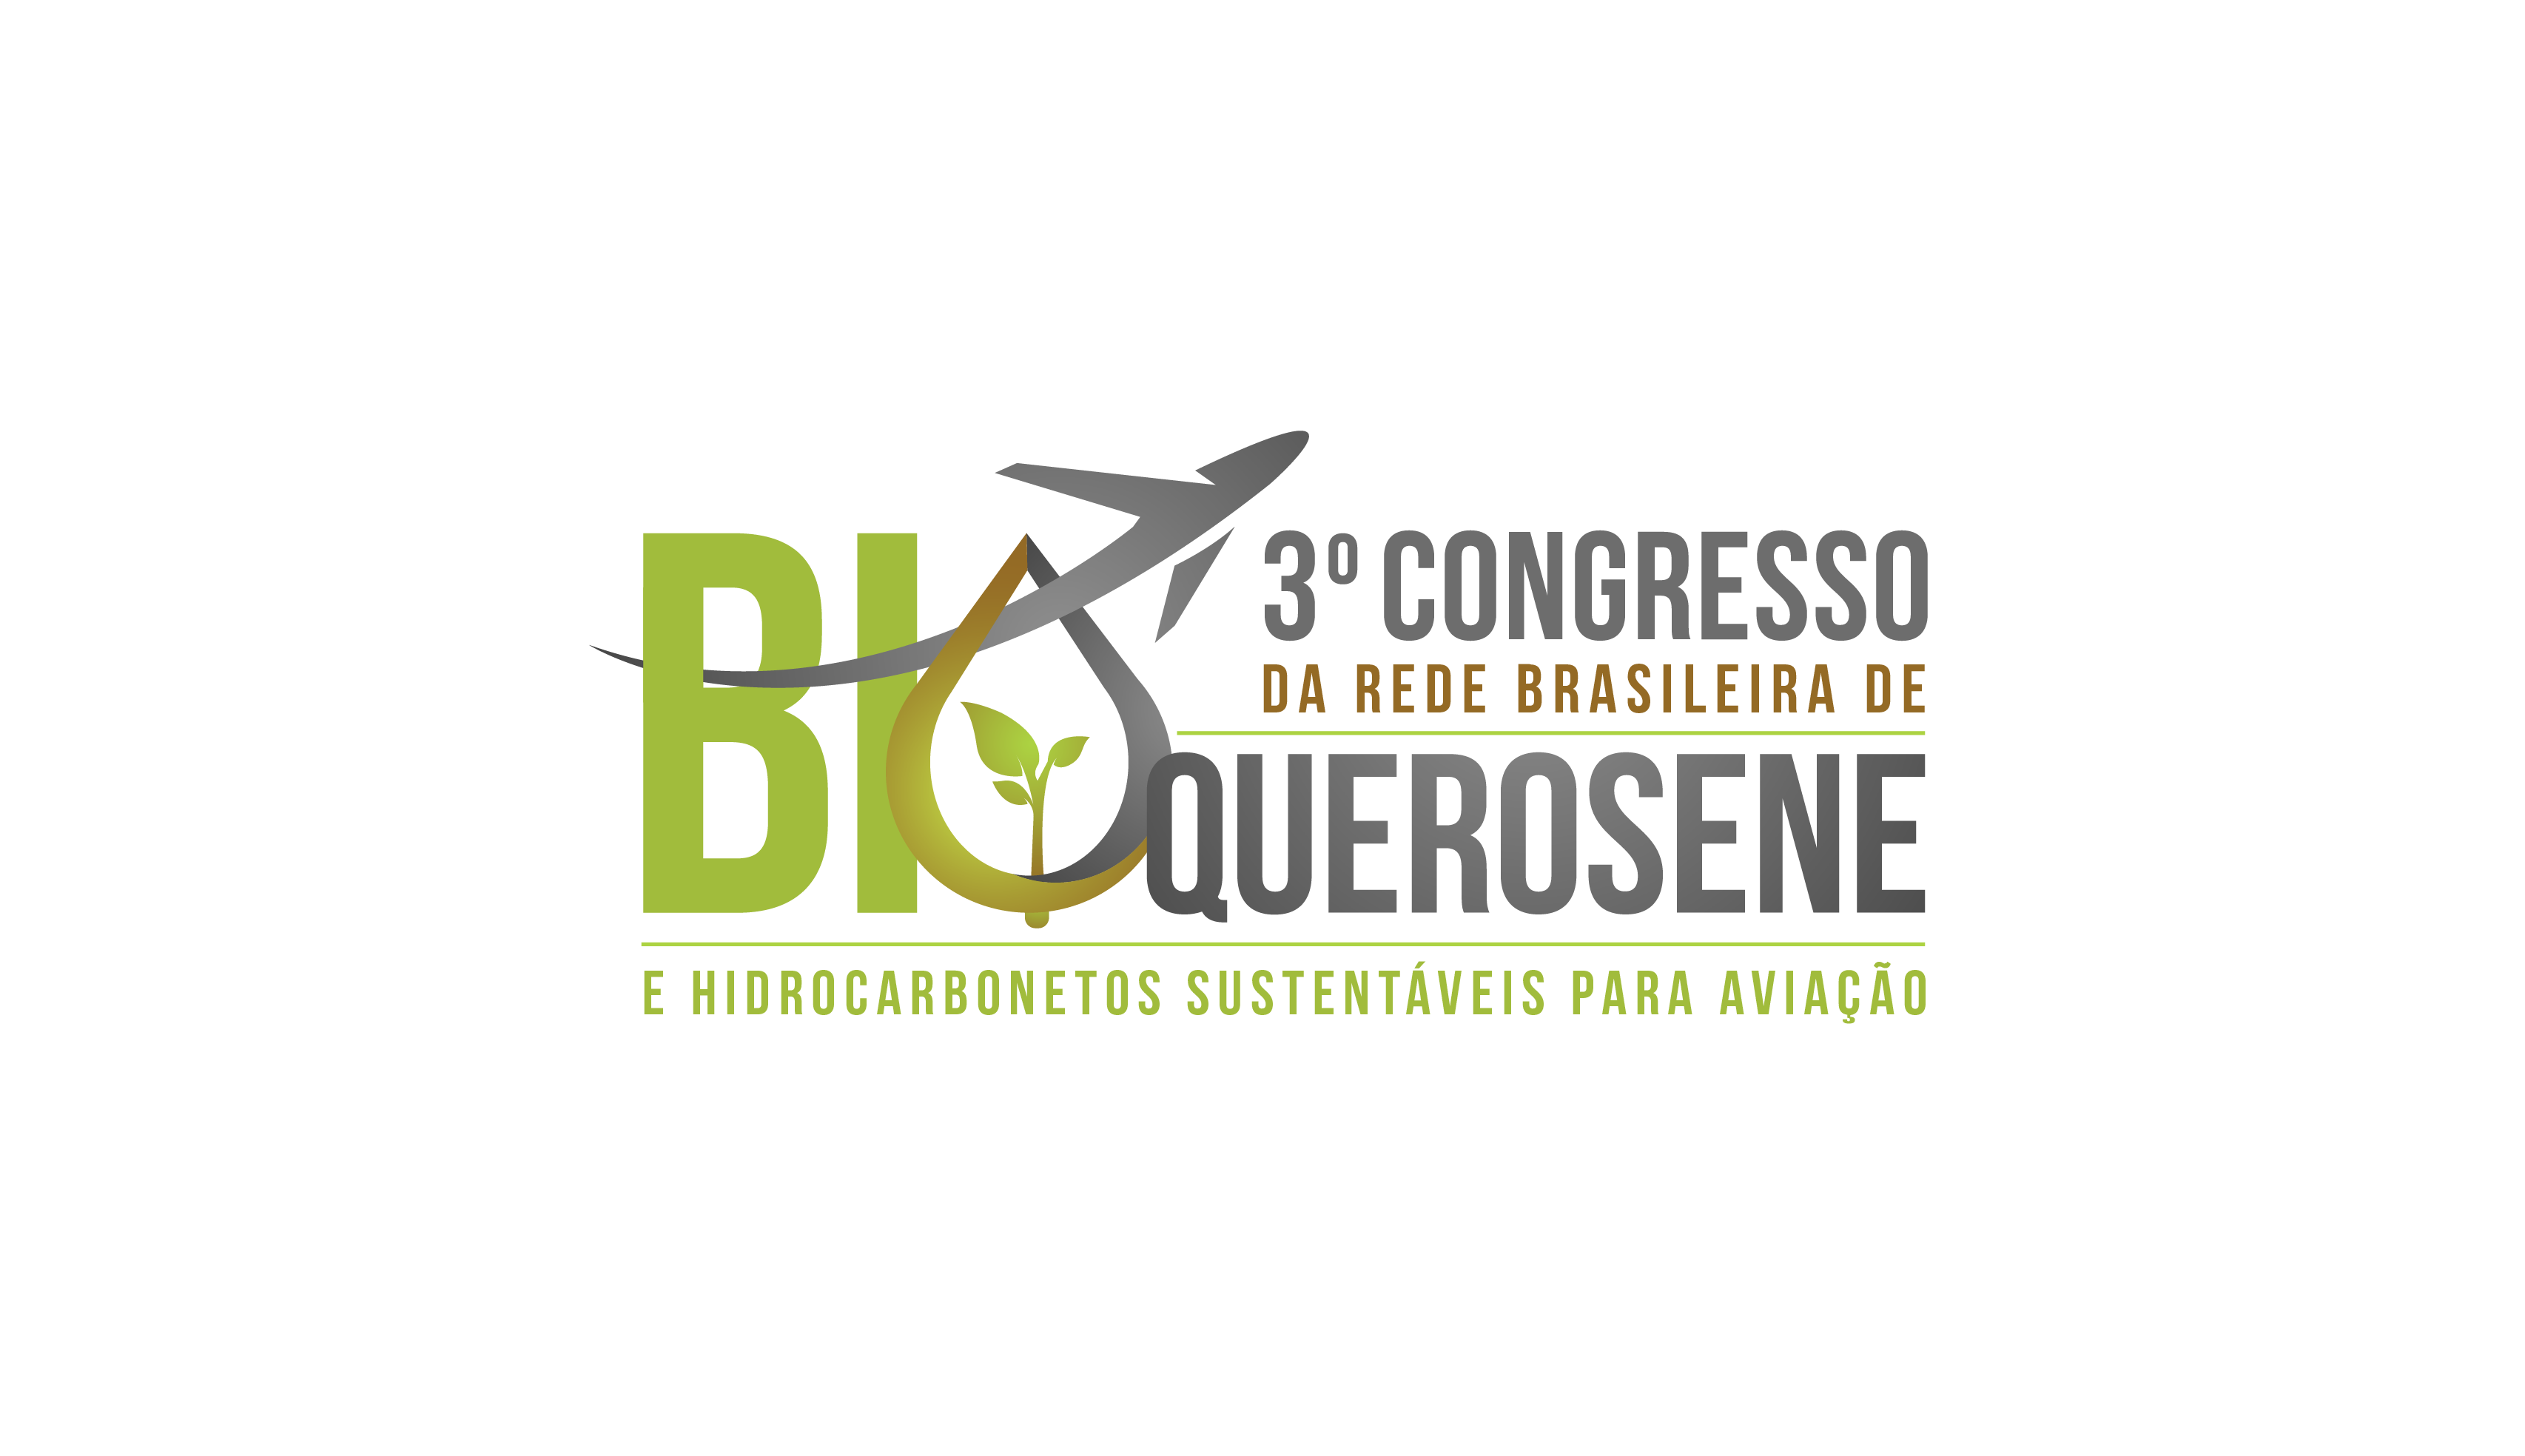 3º CONGRESSO
DA REDE BRASILEIRA DE
BIOQUEROSENE
E HIDROCARBONETOS SUSTENTÁVEIS PARA AVIAÇÃO